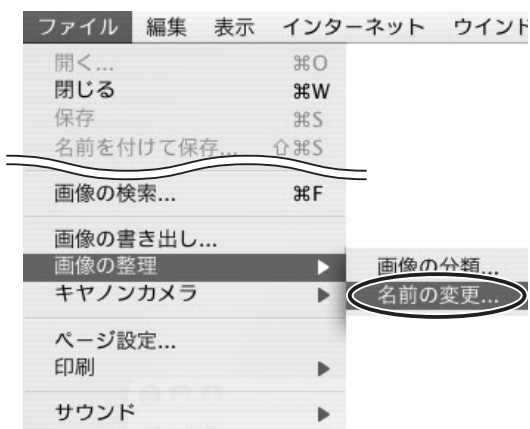 ファイル 編集 表示 インターネット ウインド
開く... ⌘O
閉じる ⌘W
保存 ⌘S
名前を付けて保存... ⇧⌘S
画像の検索... ⌘F
画像の書き出し...
画像の整理 ▶
画像の分類...
名前の変更...
キヤノンカメラ ▶
ページ設定...
印刷 ▶
サウンド ▶